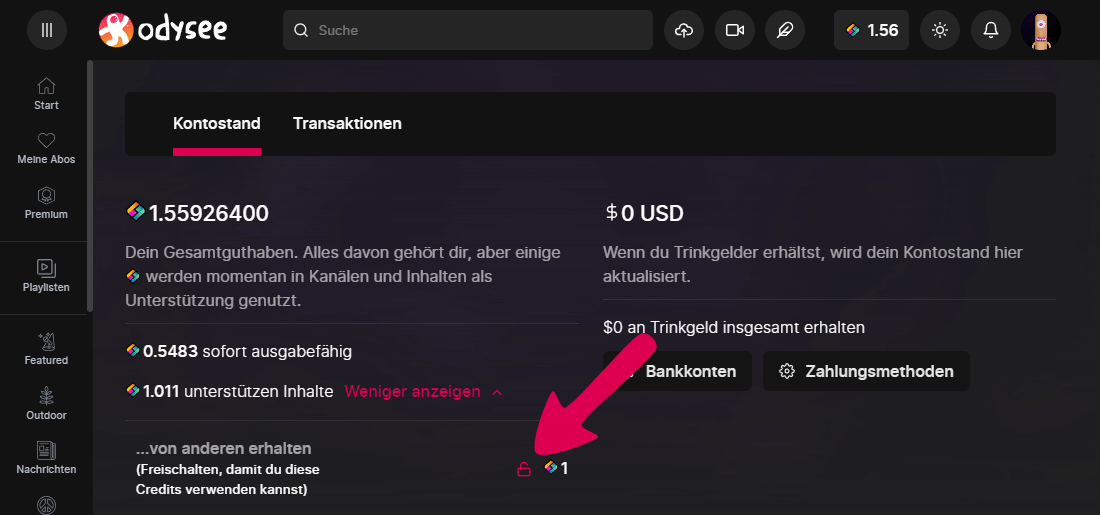 odysee
Suche
1.56
Start
Meine Abos
Premium
Playlisten
Featured
Outdoor
Nachrichten
Kontostand
Transaktionen
1.55926400
Dein Gesamtguthaben. Alles davon gehört dir, aber einige
werden momentan in Kanälen und Inhalten als
Unterstützung genutzt.
0.5483 sofort ausgabefähig
1.011 unterstützen Inhalte Weniger anzeigen
...von anderen erhalten
(Freischalten, damit du diese
Credits verwenden kannst)
1
$0 USD
Wenn du Trinkgelder erhältst, wird dein Kontostand hier
aktualisiert.
$0 an Trinkgeld insgesamt erhalten
Bankkonten
Zahlungsmethoden